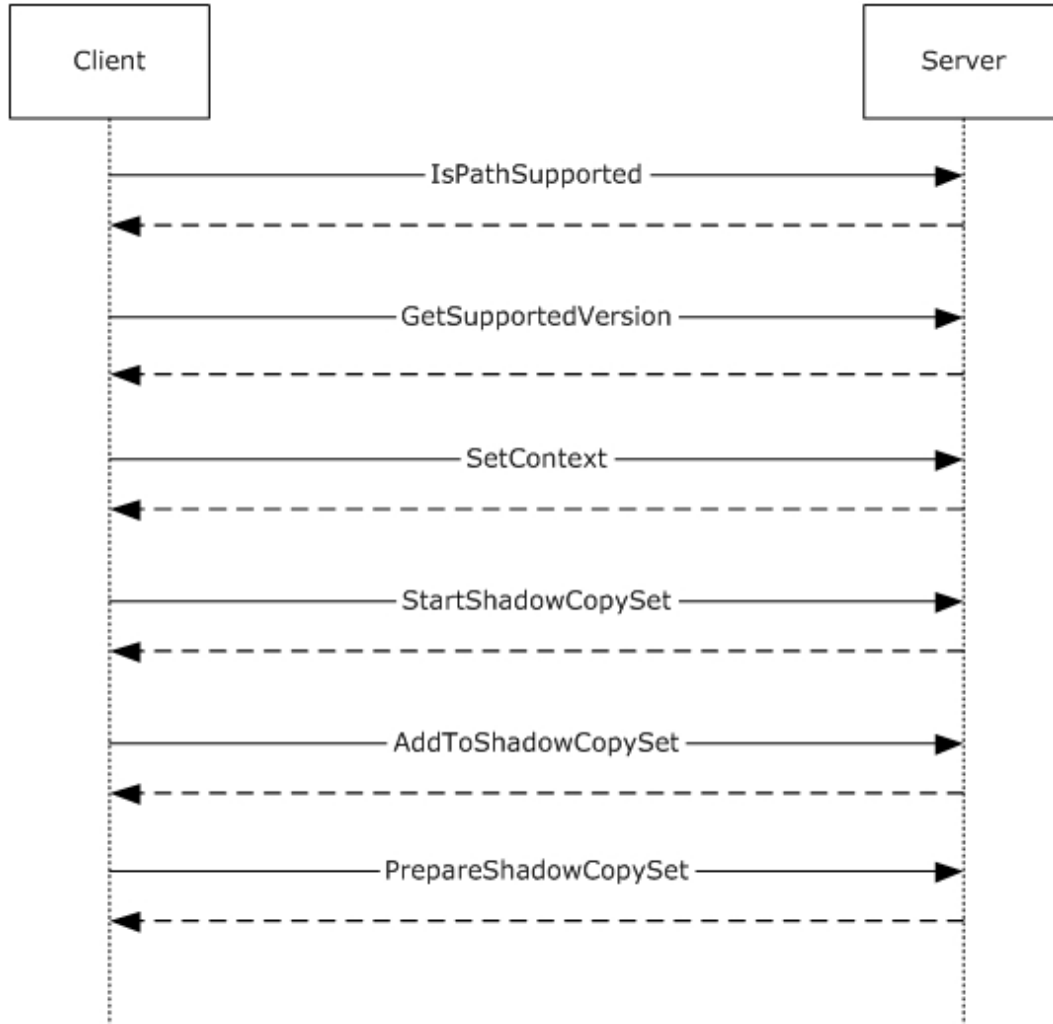 Client
Server
IsPathSupported
GetSupportedVersion
SetContext
StartShadowCopySet
AddToShadowCopySet
PrepareShadowCopySet